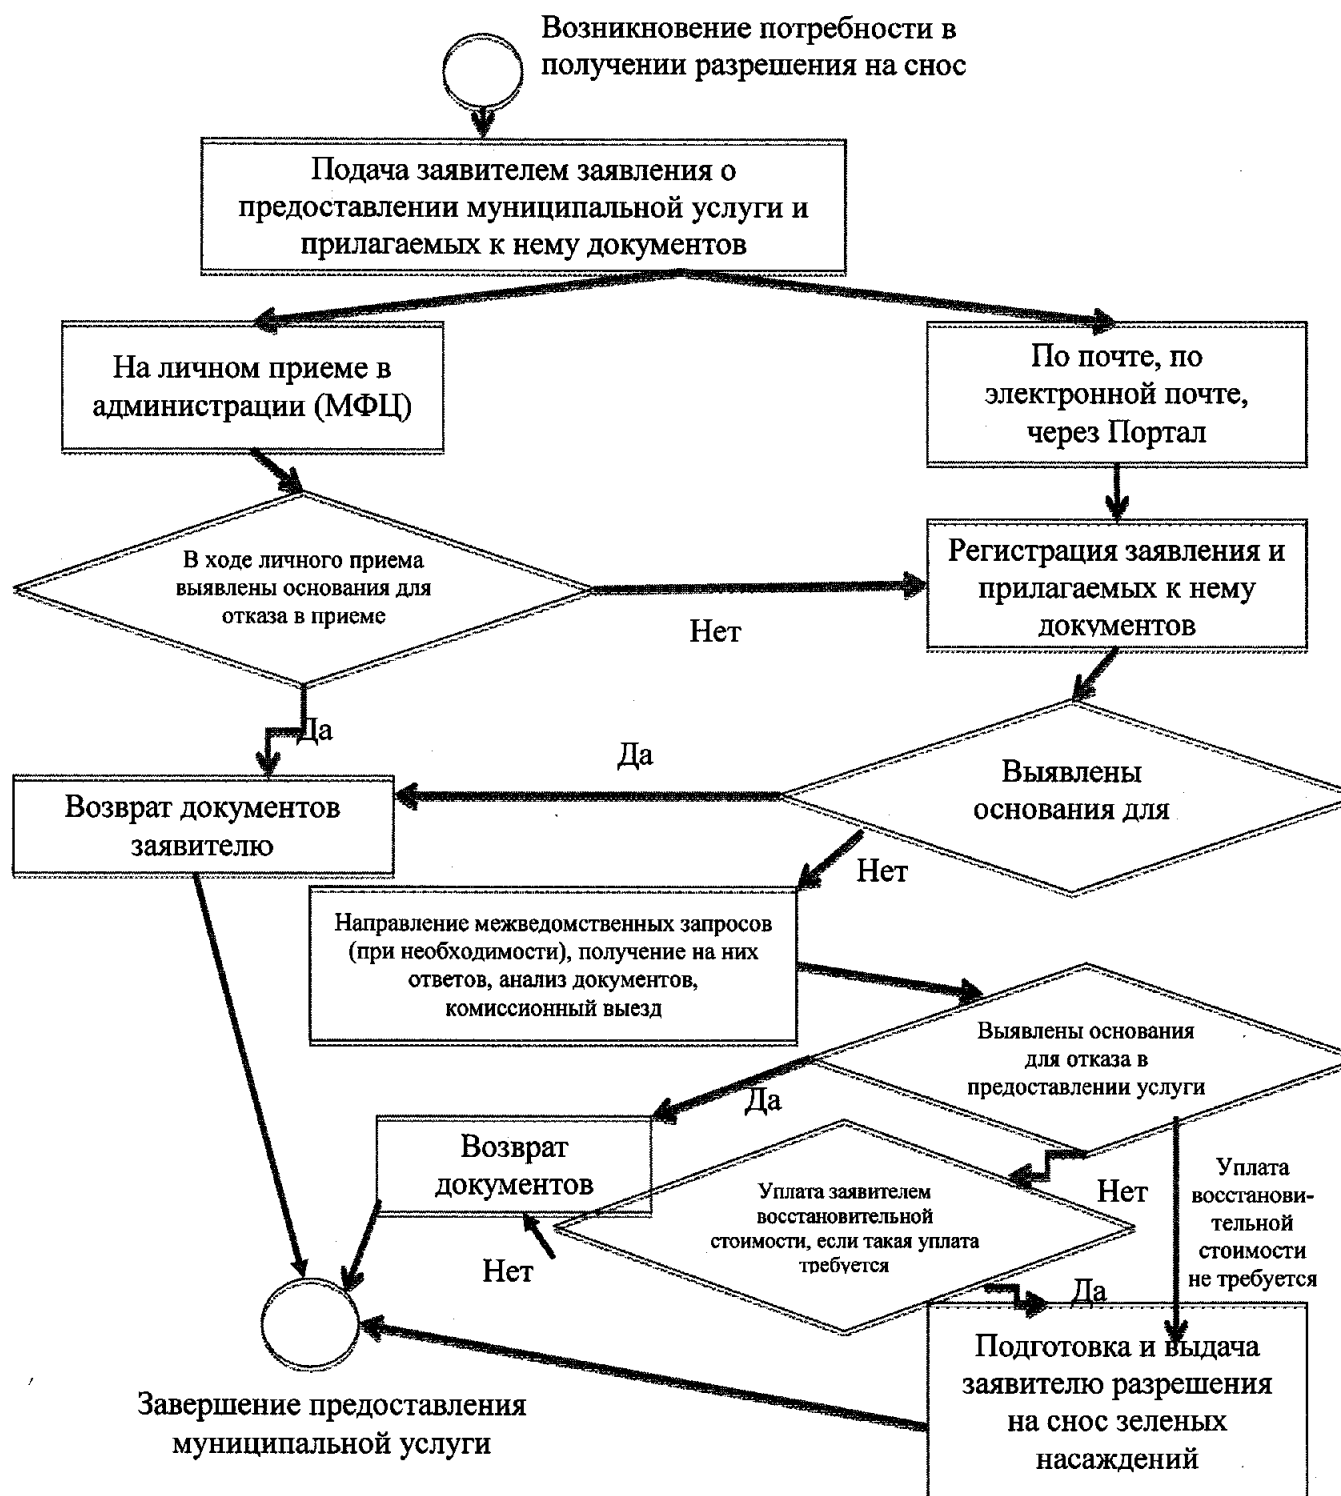 Возникновение потребности в
получении разрешения на снос
Подача заявителем заявления о
предоставлении муниципальной услуги и
прилагаемых к нему документов
На личном приеме в
администрации (МФЦ)
По почте, по
электронной почте,
через Портал
В ходе личного приема
выявлены основания для
отказа в приеме
Нет
Регистрация заявления и
прилагаемых к нему
документов
Да
Да
Возврат документов
заявителю
Выявлены
основания для
Нет
Направление межведомственных запросов
(при необходимости), получение на них
ответов, анализ документов,
комиссионный выезд
Выявлены основания
для отказа в
предоставлении услуги
Да
Возврат
документов
Нет
Уплата заявителем
восстановительной
стоимости, если такая уплата
требуется
Уплата
восстанови-
тельной
стоимости
не требуется
Нет
Да
Подготовка и выдача
заявителю разрешения
на снос зеленых
насаждений
Завершение предоставления
муниципальной услуги